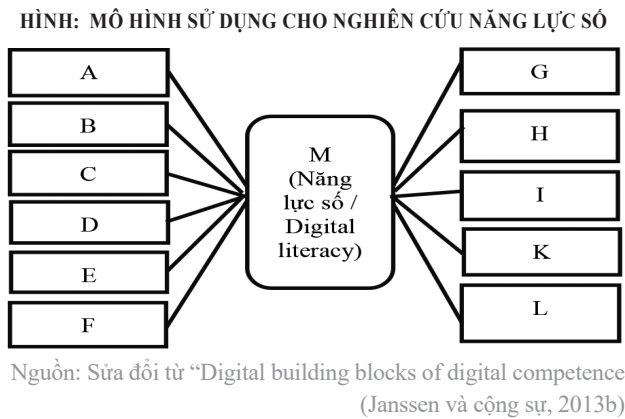 HÌNH: MÔ HÌNH SỬ DỤNG CHO NGHIÊN CỨU NĂNG LỰC SỐ
A
B
C
D
E
F
M
(Năng
lực số /
Digital
literacy)
G
H
I
K
L
Nguồn: Sửa đổi từ “Digital building blocks of digital competence
(Janssen và cộng sự, 2013b)